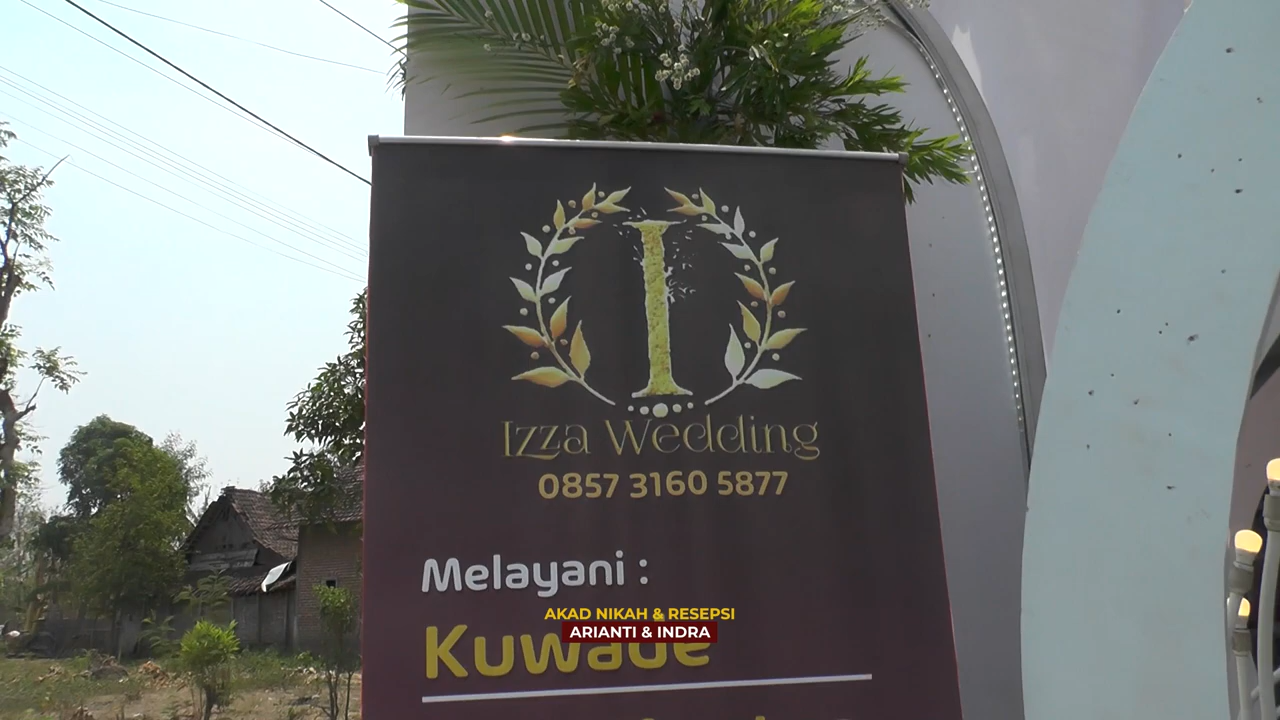 I
Izza Wedding
0857 3160 5877
Melayani :
AKAD NIKAH & RESEPSI
ARIANTI & INDRA
Kuwade